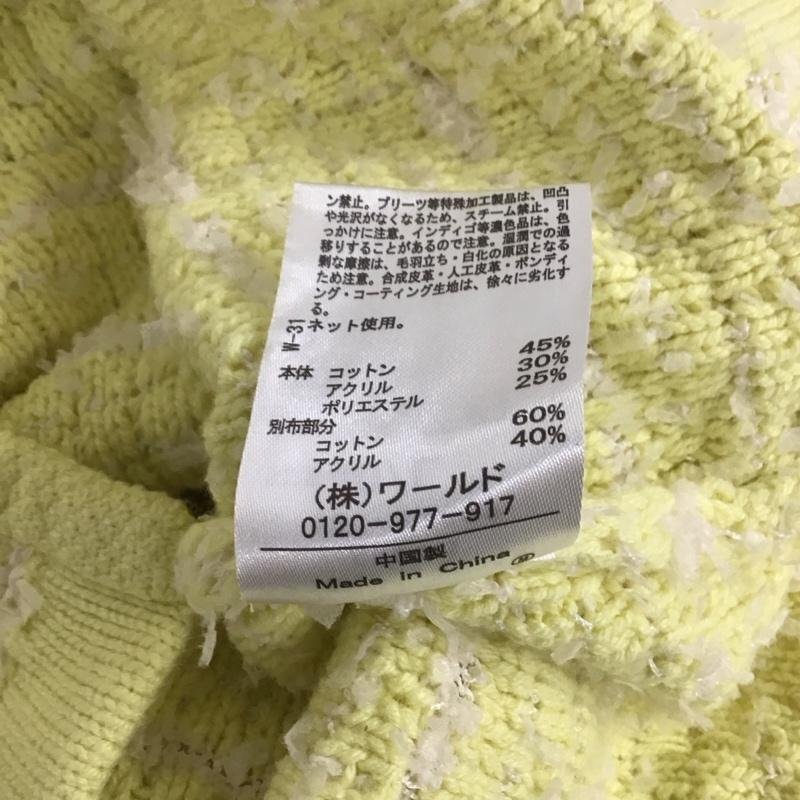 ン禁止。プリーツ等特殊加工製品は、凹凸
や光沢がなくなるため、スチーム禁止。引
っかけに注意。インディゴ等濃色品は、色
移りすることがあるので注意。湿潤での過
剰な摩擦は、毛羽立ち・白化の原因となる
ため注意。合成皮革・人工皮革・ボンディ
ング・コーティング生地は、徐々に劣化す
る。
W-31 ネット使用。
本体 コットン 45%
アクリル 30%
ポリエステル 25%
別布部分
コットン 60%
アクリル 40%
(株)ワールド
0120-977-917
中国製
Made in China